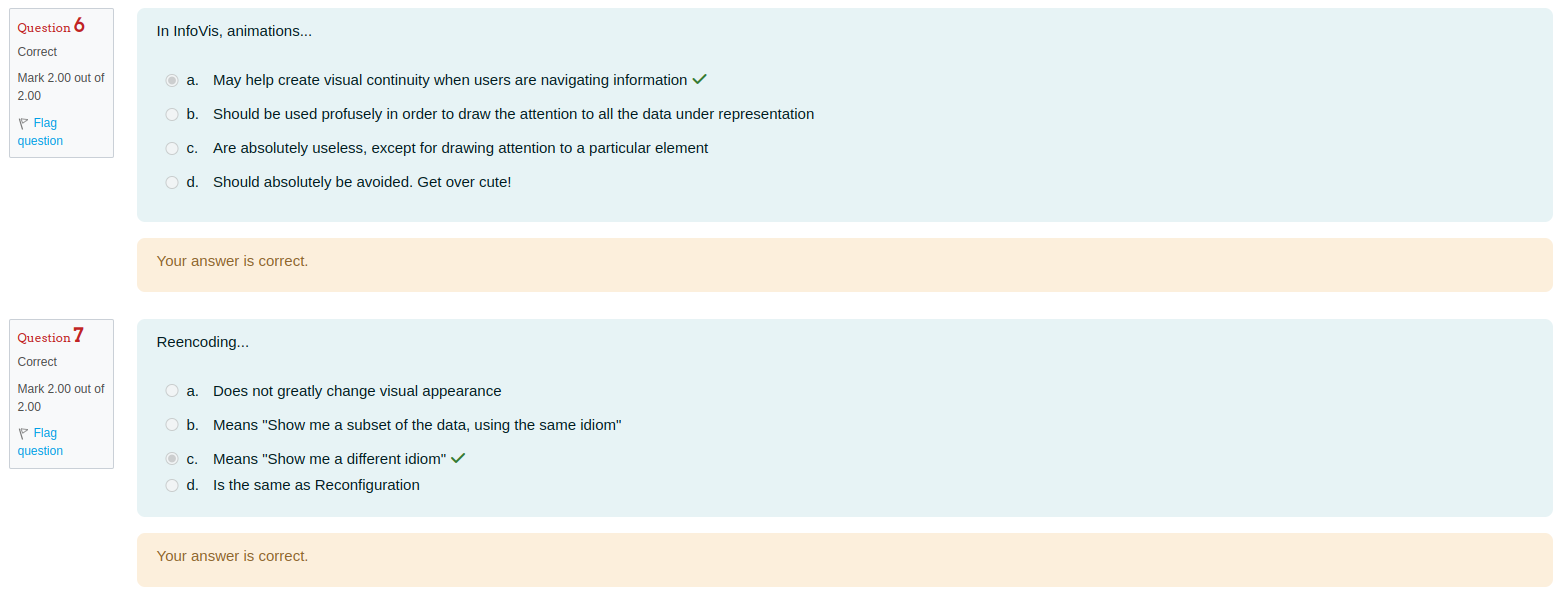 Question 6
Correct
Mark 2.00 out of
2.00
Flag
question
In InfoVis, animations...
a. May help create visual continuity when users are navigating information
b. Should be used profusely in order to draw the attention to all the data under representation
c. Are absolutely useless, except for drawing attention to a particular element
d. Should absolutely be avoided. Get over cute!
Your answer is correct.
Question 7
Correct
Mark 2.00 out of
2.00
Flag
question
Reencoding...
a. Does not greatly change visual appearance
b. Means "Show me a subset of the data, using the same idiom"
c. Means "Show me a different idiom"
d. Is the same as Reconfiguration
Your answer is correct.